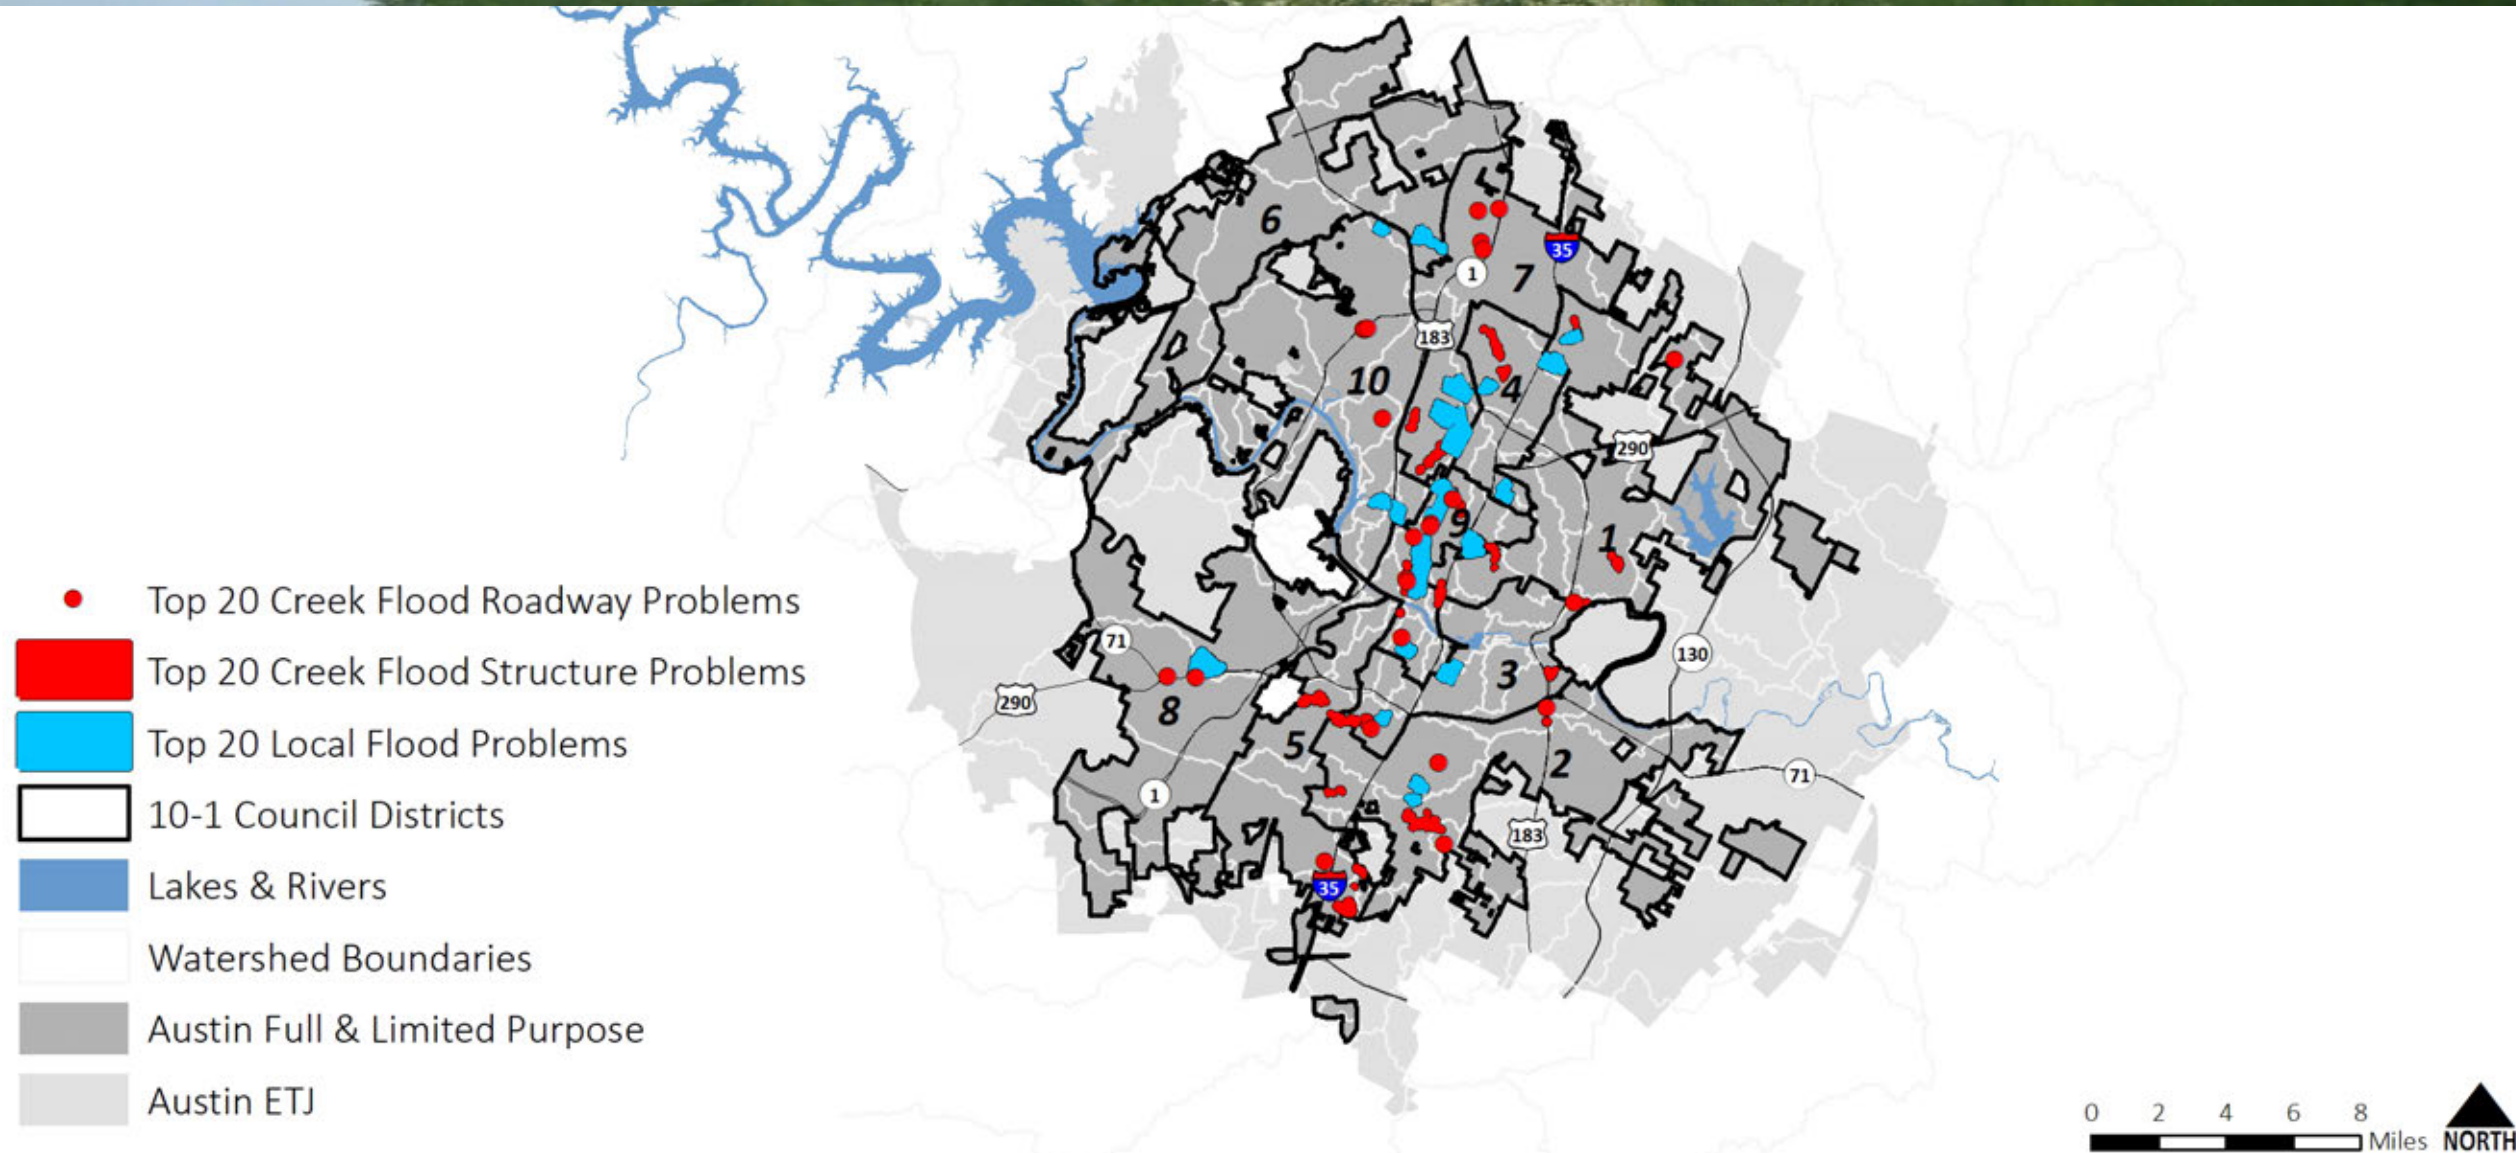 Top 20 Creek Flood Roadway Problems
Top 20 Creek Flood Structure Problems
Top 20 Local Flood Problems
10-1 Council Districts
Lakes & Rivers
Watershed Boundaries
Austin Full & Limited Purpose
Austin ETJ
6
35
1
7
183
10
4
290
9
1
71
130
3
290
8
5
2
71
1
183
35
0 2 4 6 8
Miles
NORTH